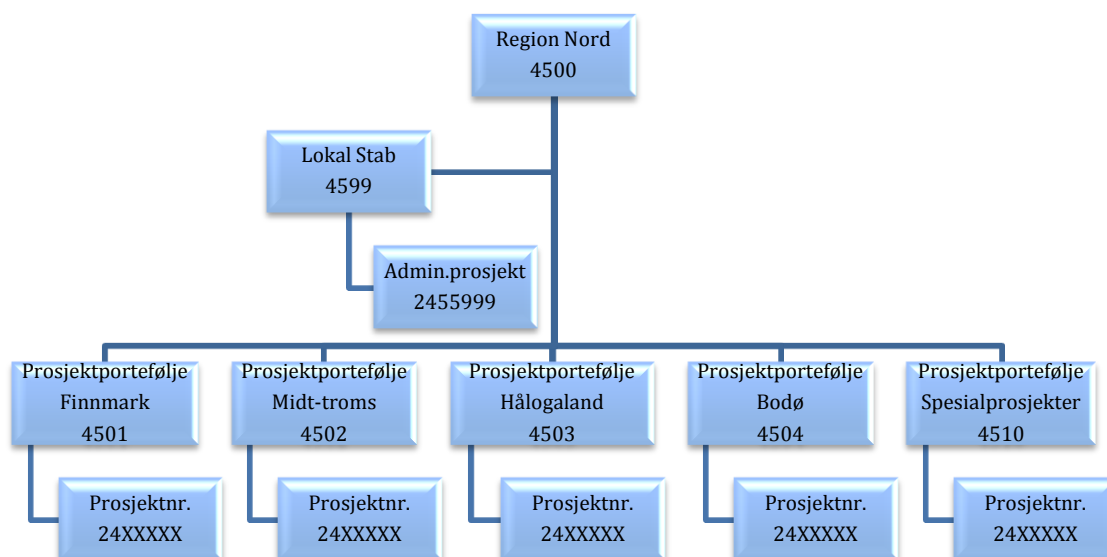 Region Nord
4500
Lokal Stab
4599
Admin.prosjekt
2455999
Prosjektportefølje
Finnmark
4501
Prosjektportefølje
Midt-troms
4502
Prosjektportefølje
Hålogaland
4503
Prosjektportefølje
Bodø
4504
Prosjektportefølje
Spesialprosjekter
4510
Prosjektnr.
24XXXXX
Prosjektnr.
24XXXXX
Prosjektnr.
24XXXXX
Prosjektnr.
24XXXXX
Prosjektnr.
24XXXXX